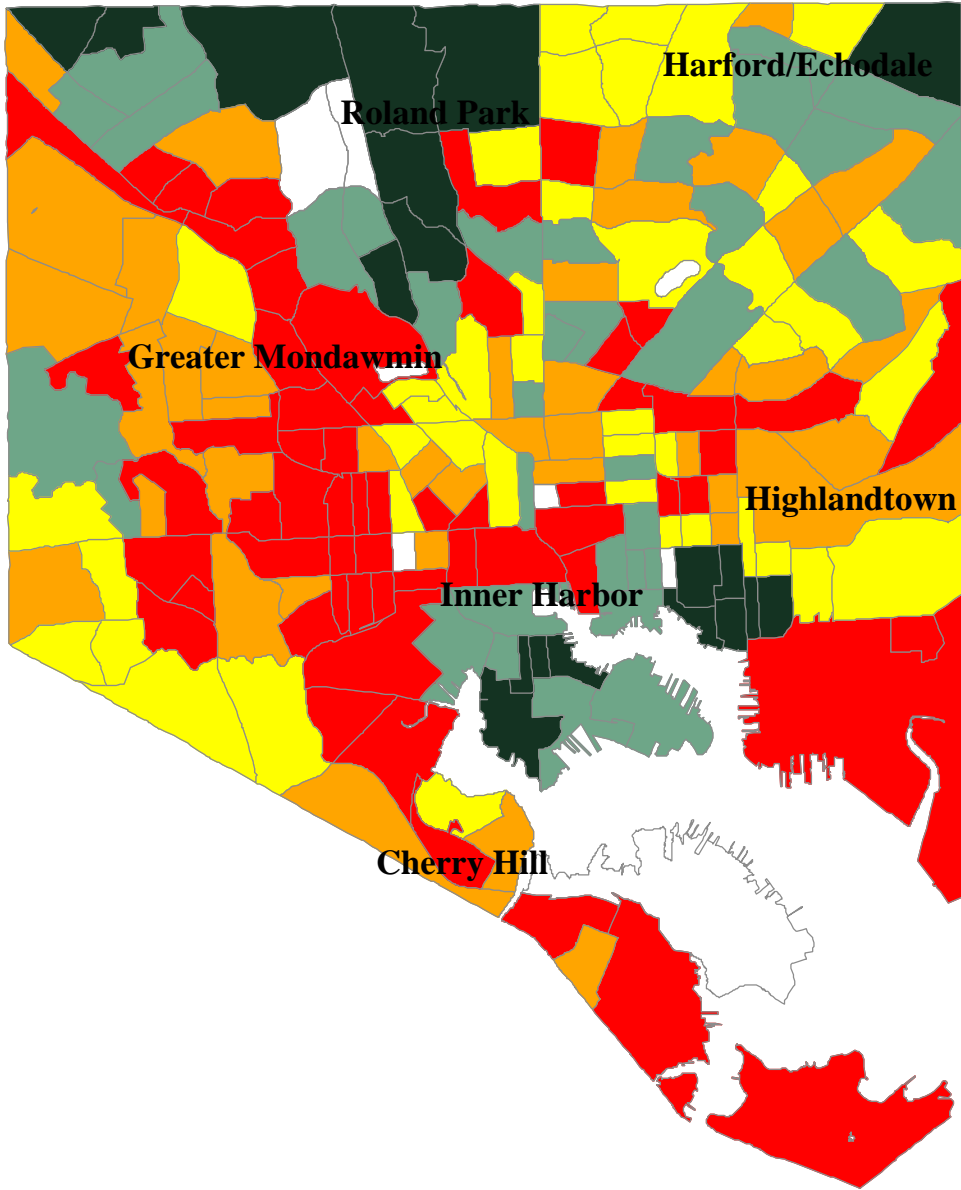 Harford/Echodale
Roland Park
Greater Mondawmin
Highlandtown
Inner Harbor
Cherry Hill